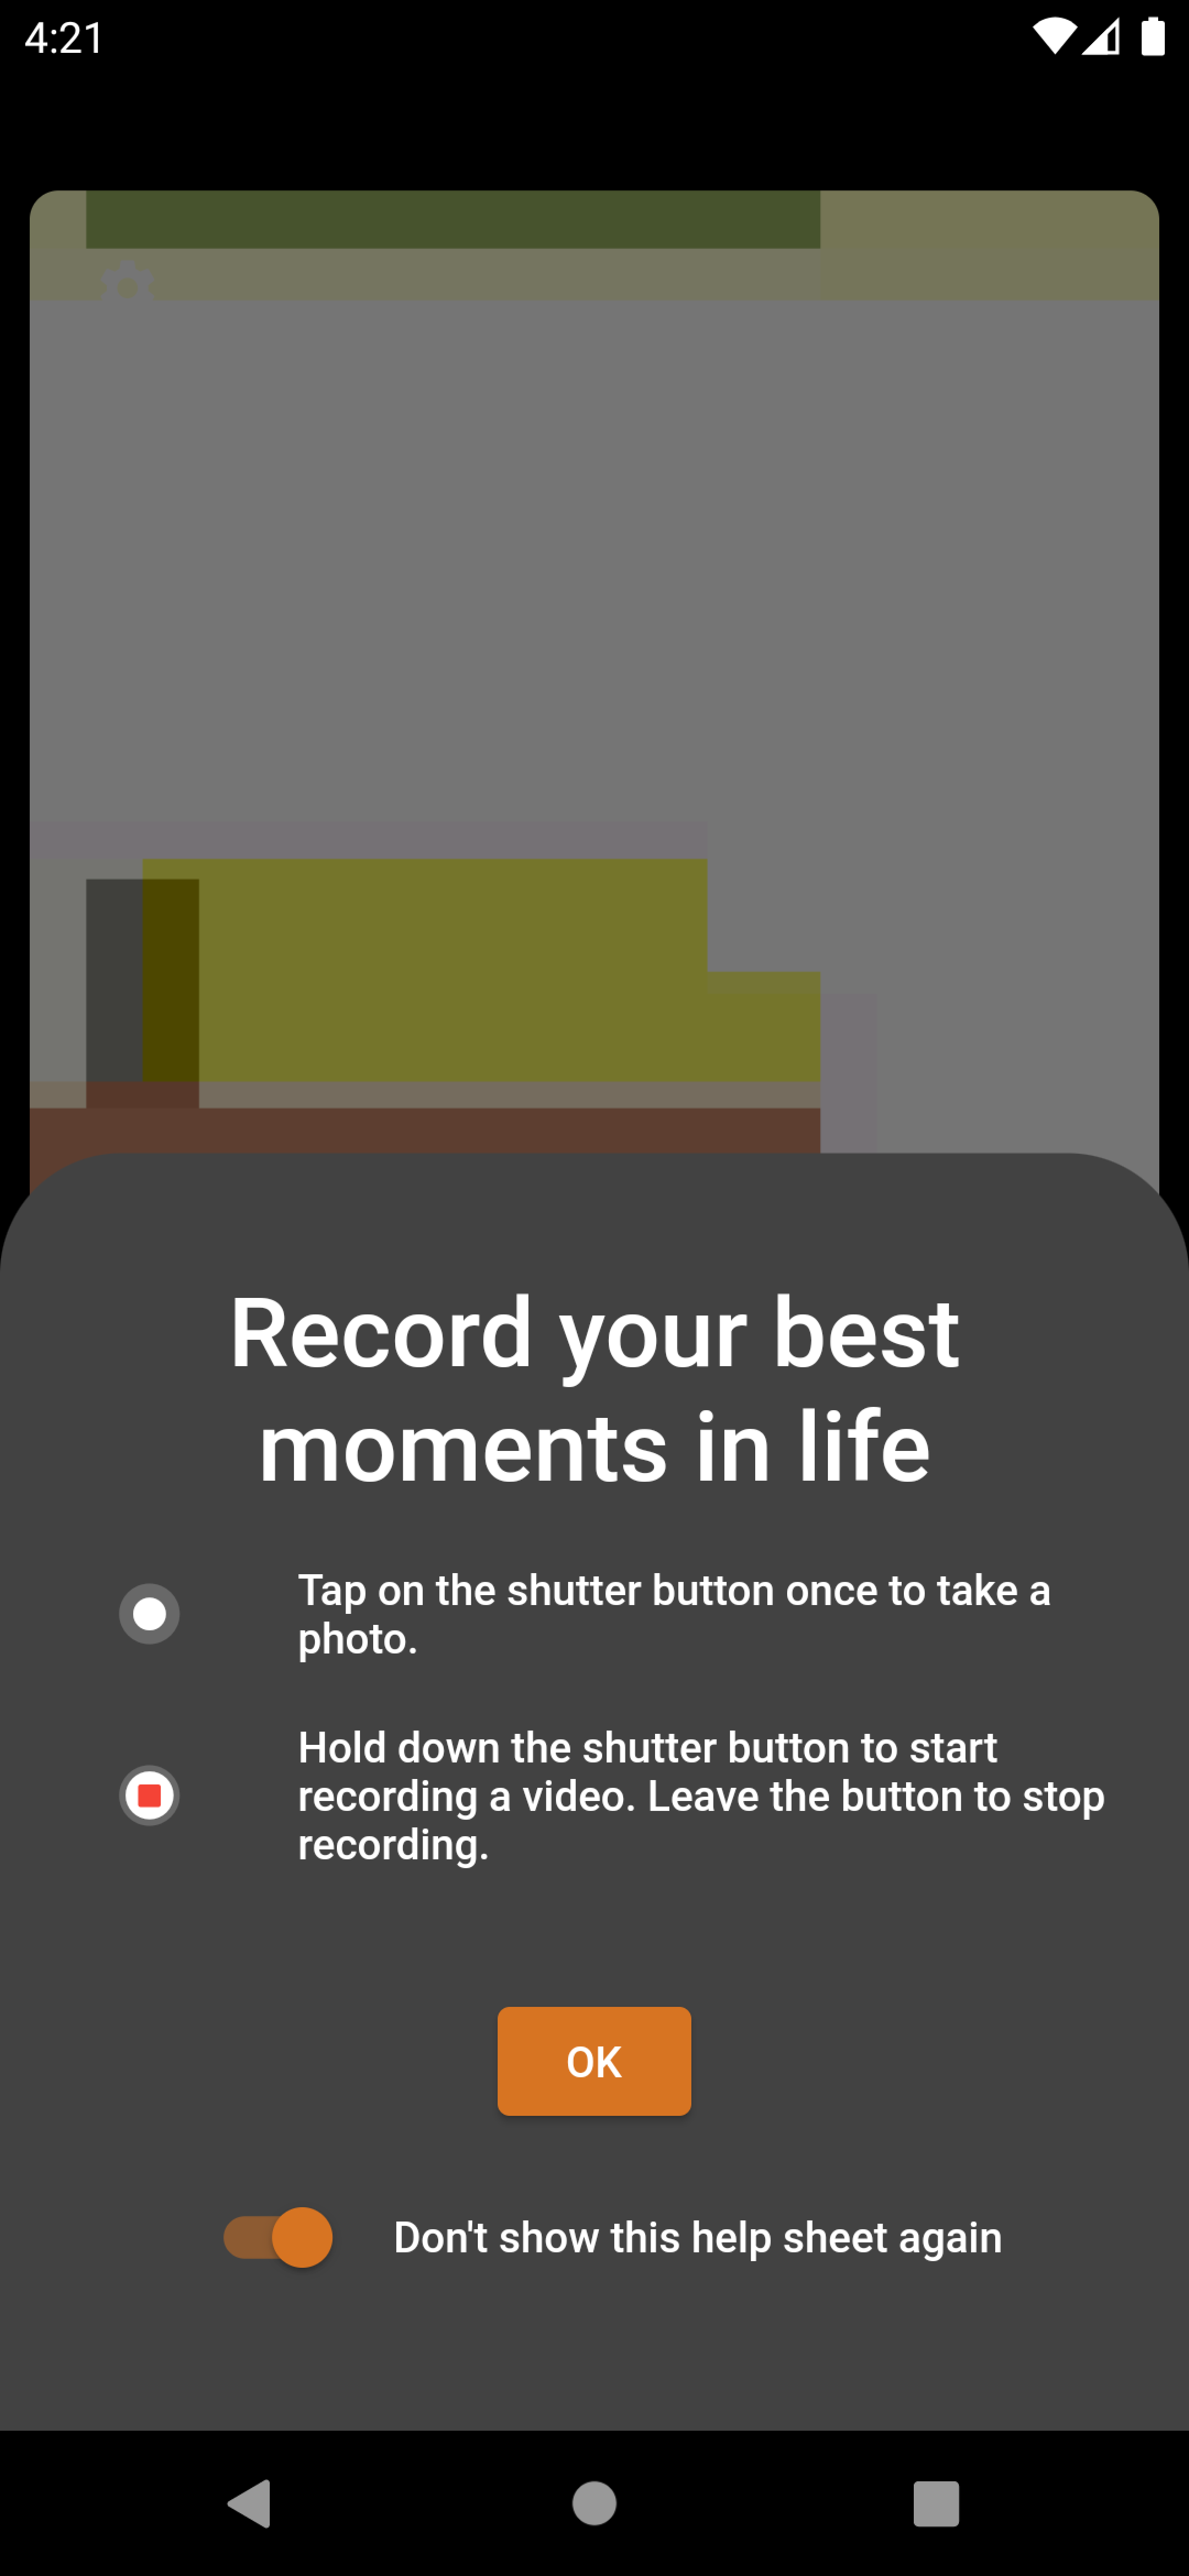 4:21
Record your best
moments in life
Tap on the shutter button once to take a
photo.
Hold down the shutter button to start
recording a video. Leave the button to stop
recording.
OK
Don't show this help sheet again